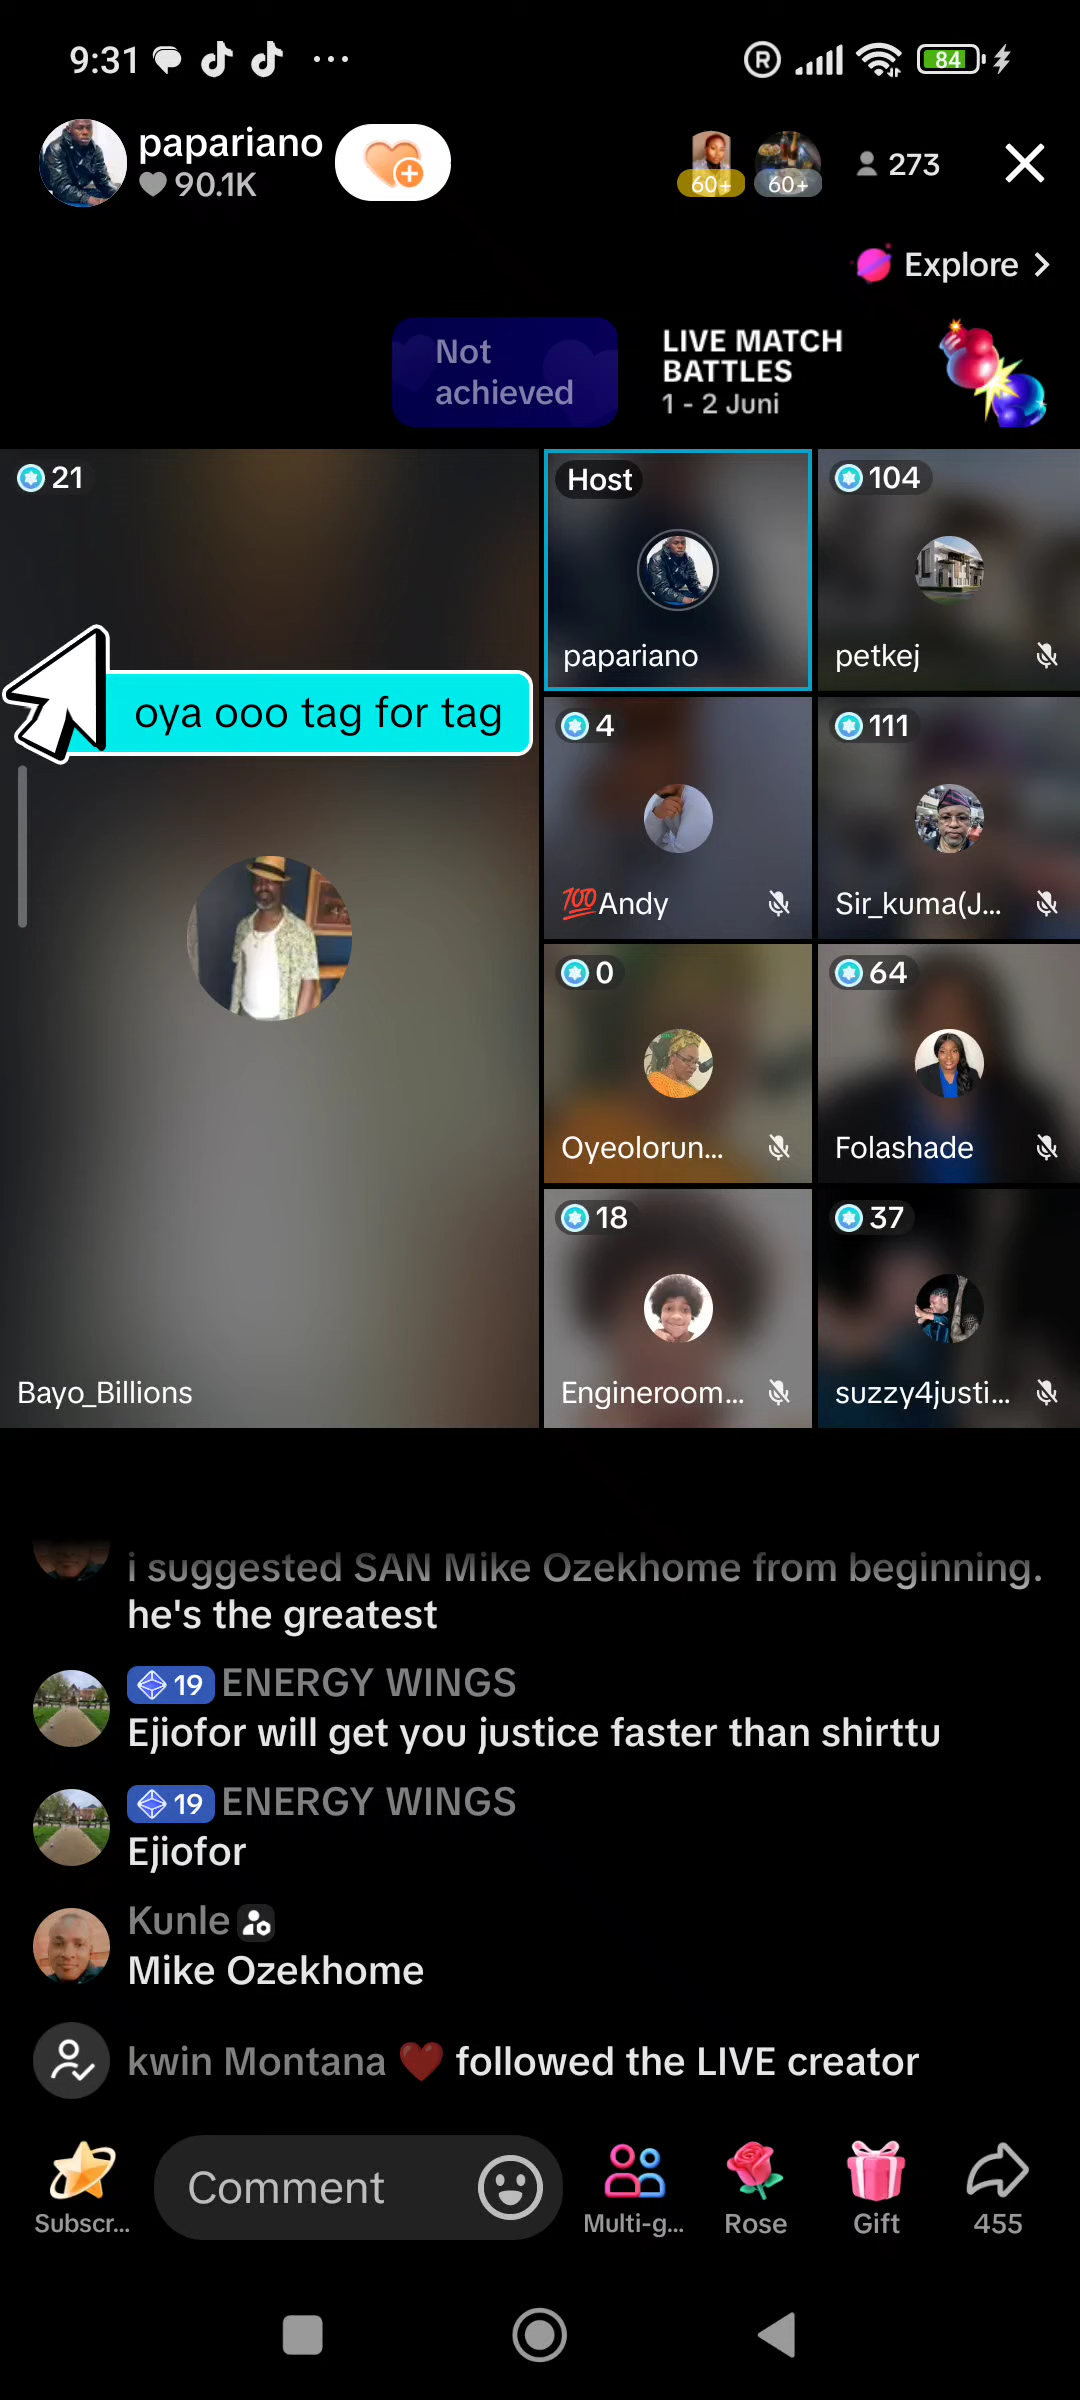 9:31
84
papariano
90.1K
60+
60+
273
Explore
Not
achieved
LIVE MATCH
BATTLES
1 - 2 Juni
21
oya ooo tag for tag
Bayo_Billions
Host
papariano
104
petkej
4
💯Andy
111
Sir_kuma(J...
0
Oyeolorun...
64
Folashade
18
Engineroom...
37
suzzy4justi...
i suggested SAN Mike Ozekhome from beginning.
he's the greatest
19 ENERGY WINGS
Ejiofor will get you justice faster than shirttu
19 ENERGY WINGS
Ejiofor
Kunle
Mike Ozekhome
kwin Montana ❤️ followed the LIVE creator
Subscr...
Comment
Multi-g...
Rose
Gift
455